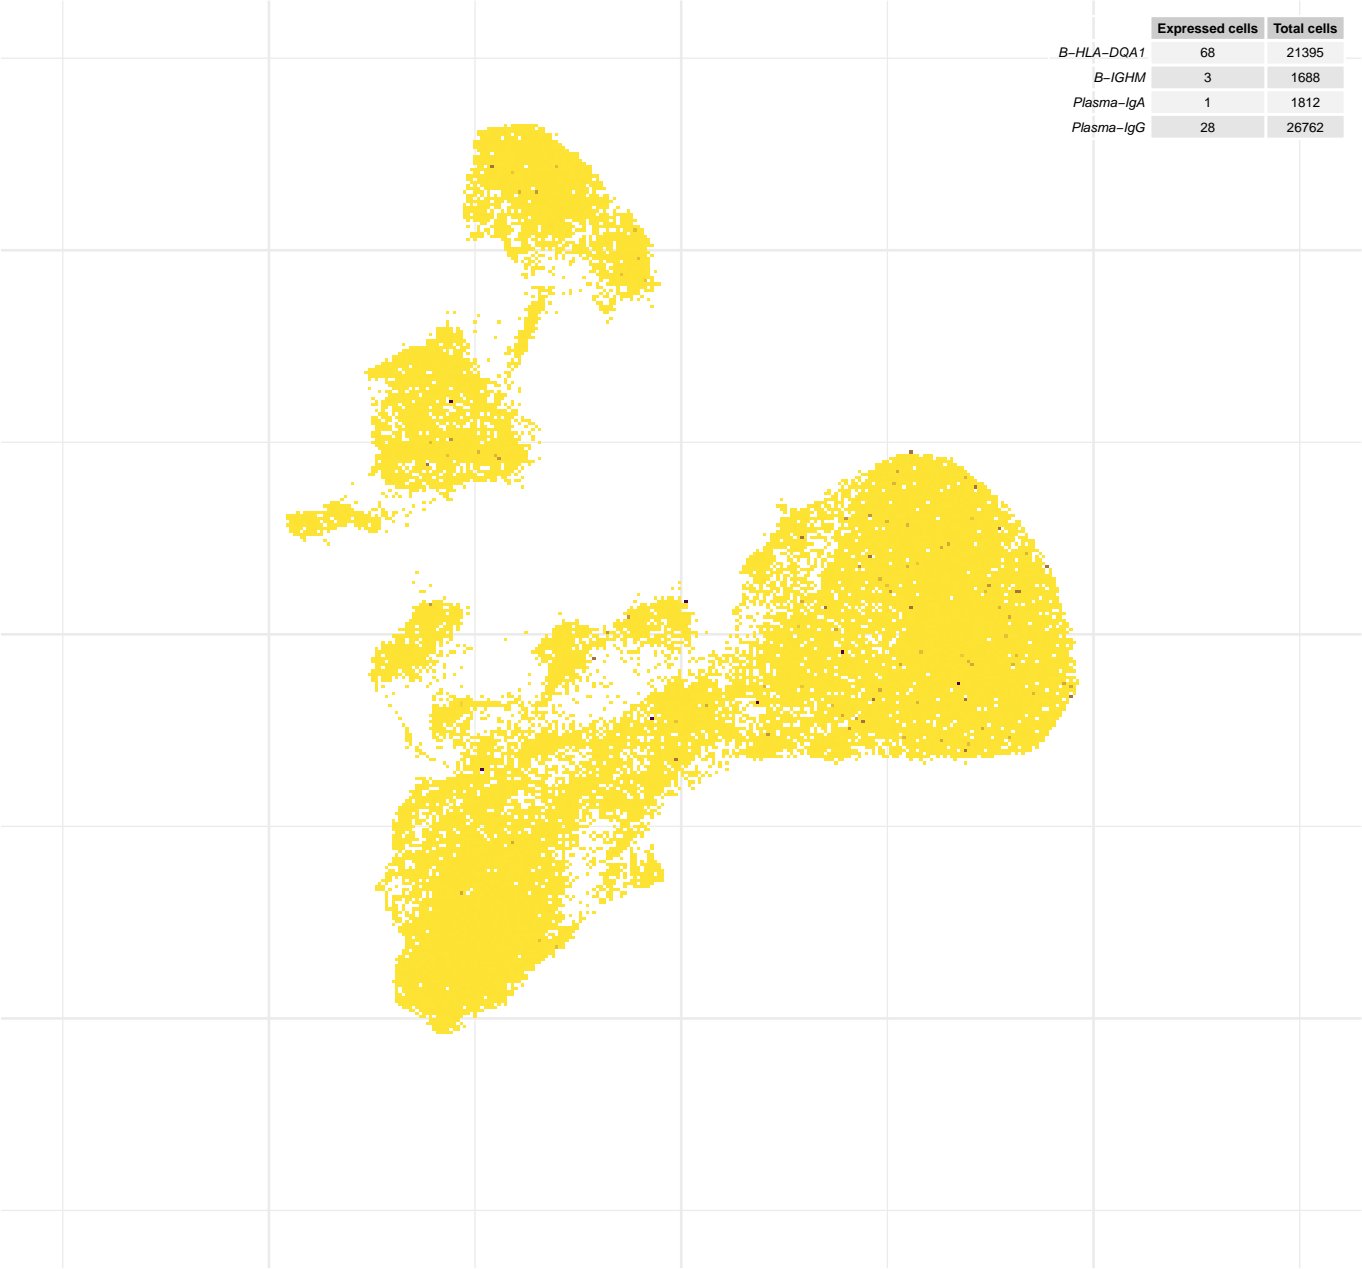 Expressed cells Total cells
B−HLA−DQA1 68 21395
B−IGHM 3 1688
Plasma−IgA 1 1812
Plasma−IgG 28 26762